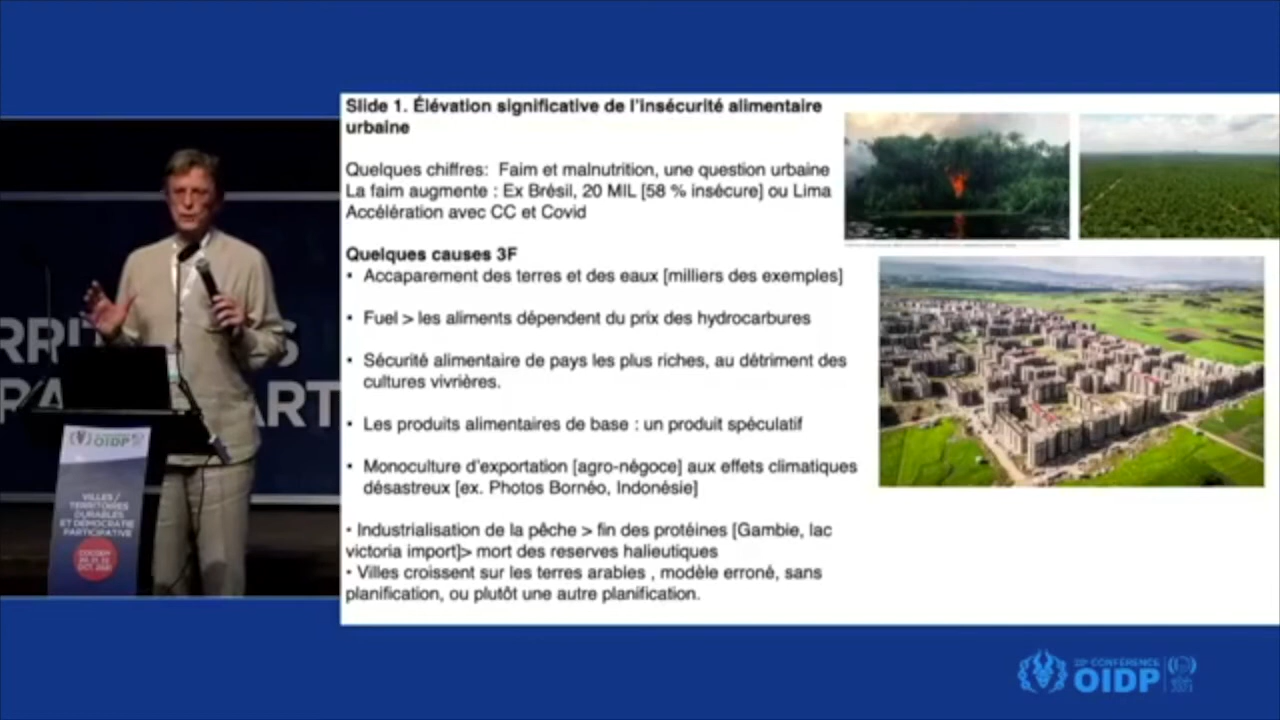 Slide 1. Élévation significative de l'insécurité alimentaire
urbaine
Quelques chiffres: Faim et malnutrition, une question urbaine
La faim augmente : Ex Brésil, 20 MIL [58 % insécure] ou Lima
Accélération avec CC et Covid
Quelques causes 3F
• Accaparement des terres et des eaux [milliers des exemples]
• Fuel > les aliments dépendent du prix des hydrocarbures
• Sécurité alimentaire de pays les plus riches, au détriment des
cultures vivrières.
• Les produits alimentaires de base : un produit spéculatif
• Monoculture d'exportation [agro-négoce] aux effets climatiques
désastreux [ex. Photos Bornéo, Indonésie]
• Industrialisation de la pêche > fin des protéines [Gambie, lac
victoria import]> mort des reserves halieutiques
• Villes croissent sur les terres arables , modèle erroné, sans
planification, ou plutôt une autre planification.
OIDP
VILLES/
TERRITOIRES
DURABLES
ET DÉMOCRATIE
PARTICIPATIVE
COCODY
ART
CONFÉRENCE
OIDP